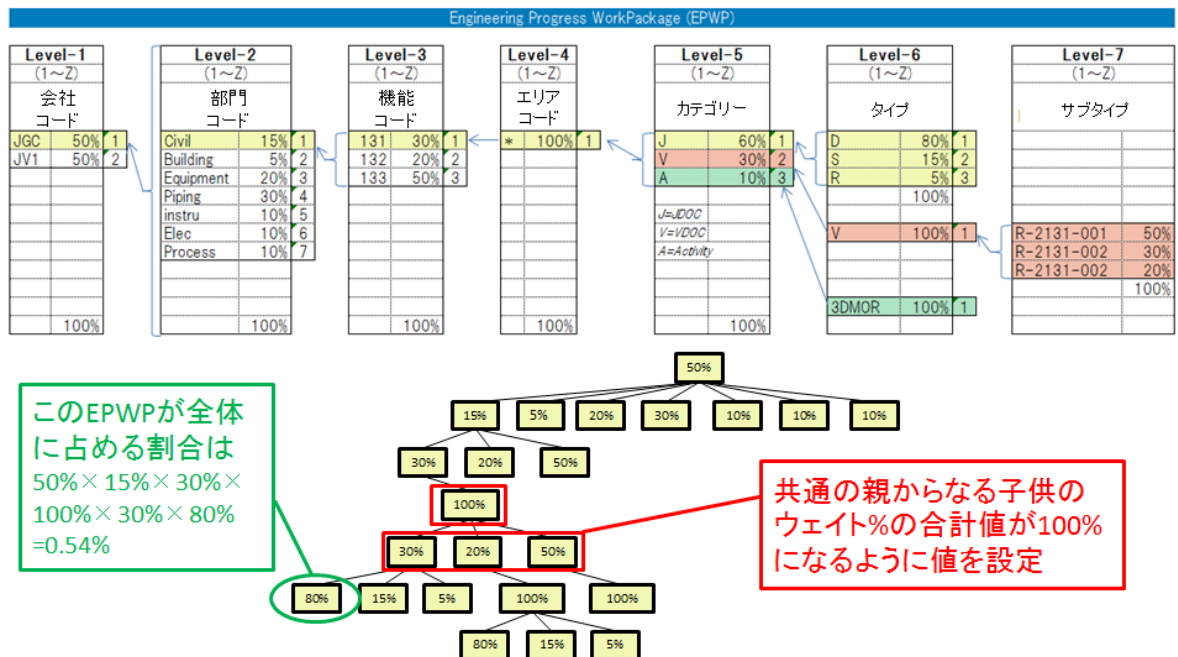 Engineering Progress WorkPackage (EPWP)
Level-1 Level-2 Level-3 Level-4 Level-5 Level-6 Level-7
(1～Z) (1～Z) (1～Z) (1～Z) (1～Z) (1～Z) (1～Z)
会社 部門 機能 エリア カテゴリー タイプ サブタイプ
コード コード コード コード
JGC 50% 1 Civil 15% 1 131 30% 1 * 100% 1 J 60% 1 D 80% 1
JV1 50% 2 Building 5% 2 132 20% 2 V 30% 2 S 15% 2
Equipment 20% 3 133 50% 3 A 10% 3 R 5% 3
Piping 30% 4 100%
instru 10% 5 J=JDOC
Elec 10% 6 V=VDOC V 100% 1 R-2131-001 50%
Process 10% 7 A=Activity R-2131-002 30%
R-2131-002 20%
100%
3DMOR 100% 1
100% 100% 100% 100% 100%
50%
15% 5% 20% 30% 10% 10% 10%
30% 20% 50%
100%
30% 20% 50%
80% 15% 5% 100% 100%
80% 15% 5%
このEPWPが全体
に占める割合は
50%×15%×30%×
100%×30%×80%
=0.54%
共通の親からなる子供の
ウェイト%の合計値が100%
になるように値を設定